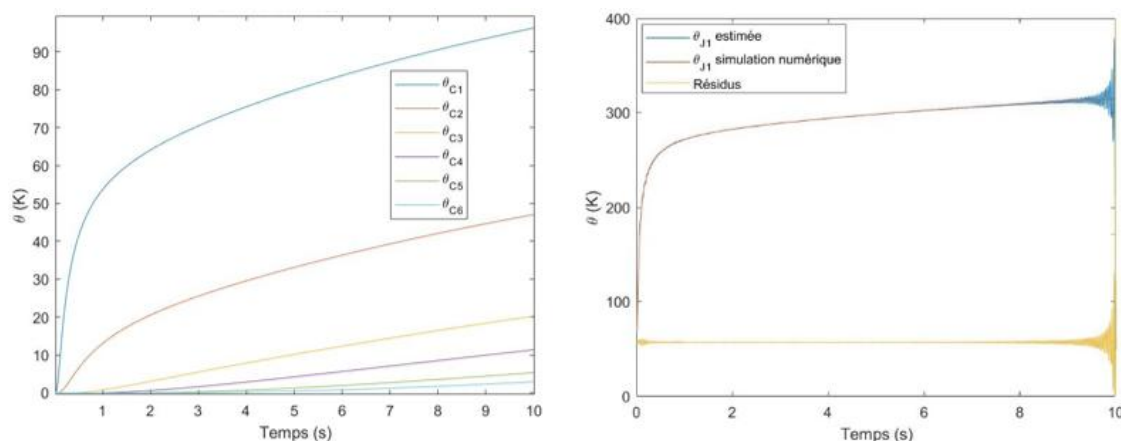 90
80
70
60
50
40
30
20
10
0
θ (K)
θC1
θC2
θC3
θC4
θC5
θC6
1 2 3 4 5 6 7 8 9 10
Temps (s)
400
300
200
100
0
θ (K)
θJ1 estimée
θJ1 simulation numérique
Résidus
0 2 4 6 8 10
Temps (s)